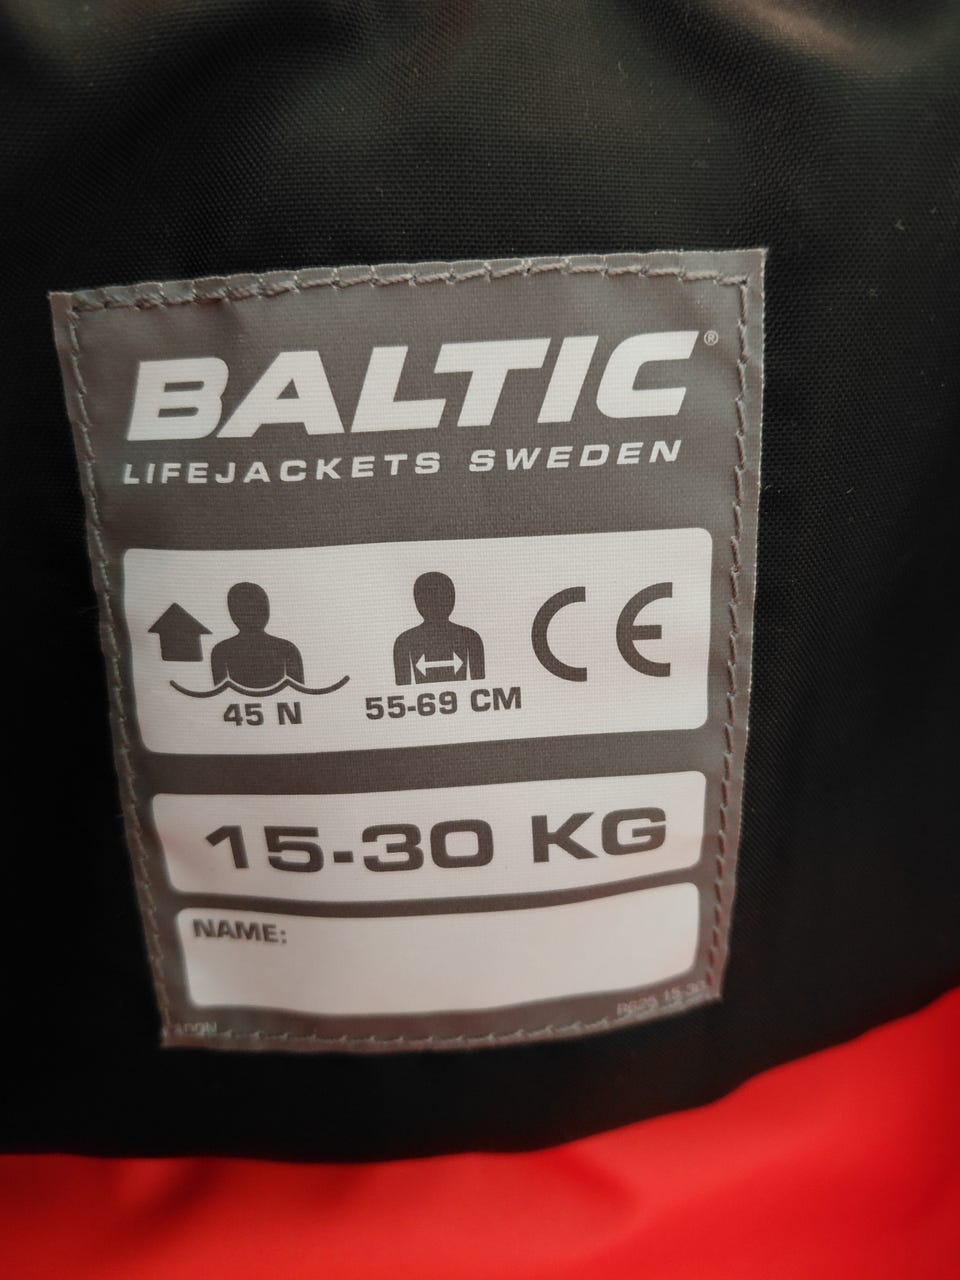 BALTIC®
LIFEJACKETS SWEDEN
45 N
55-69 CM
CE
15-30 KG
NAME: